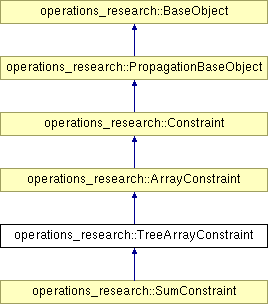 operations_research::BaseObject
operations_research::PropagationBaseObject
operations_research::Constraint
operations_research::ArrayConstraint
operations_research::TreeArrayConstraint
operations_research::SumConstraint